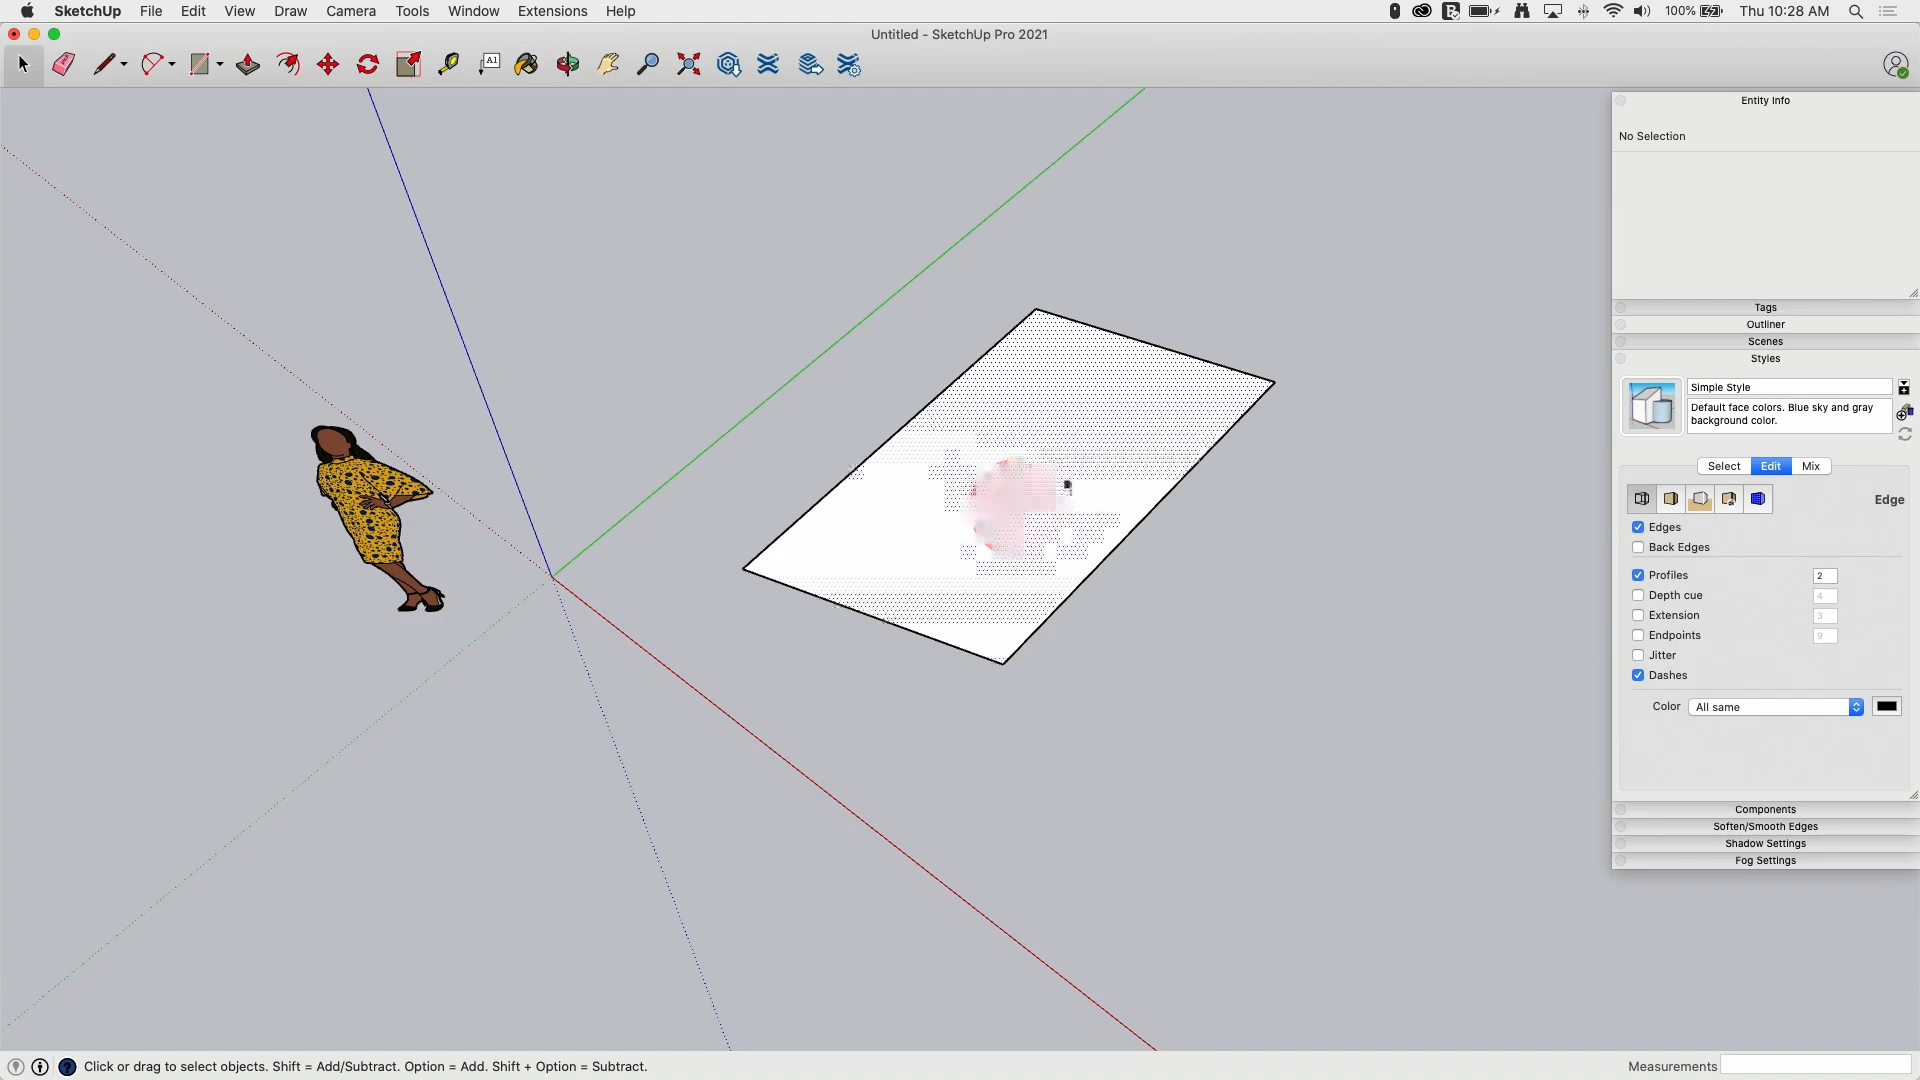 SketchUp File Edit View Draw Camera Tools Window Extensions Help
100% Thu 10:28 AM
Untitled - SketchUp Pro 2021
A1
Entity Info
No Selection
Tags
Outliner
Scenes
Styles
Simple Style
Default face colors. Blue sky and gray
background color.
Select Edit Mix
Edge
Edges
Back Edges
Profiles 2
Depth cue 4
Extension 3
Endpoints 9
Jitter
Dashes
Color All same
Components
Soften/Smooth Edges
Shadow Settings
Fog Settings
Click or drag to select objects. Shift = Add/Subtract. Option = Add. Shift + Option = Subtract.
Measurements